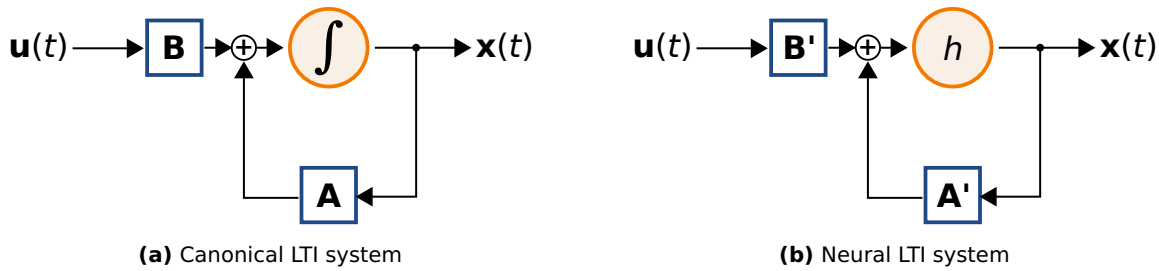 u(t) B + ∫ x(t)
A
(a) Canonical LTI system
u(t) B' + h x(t)
A'
(b) Neural LTI system